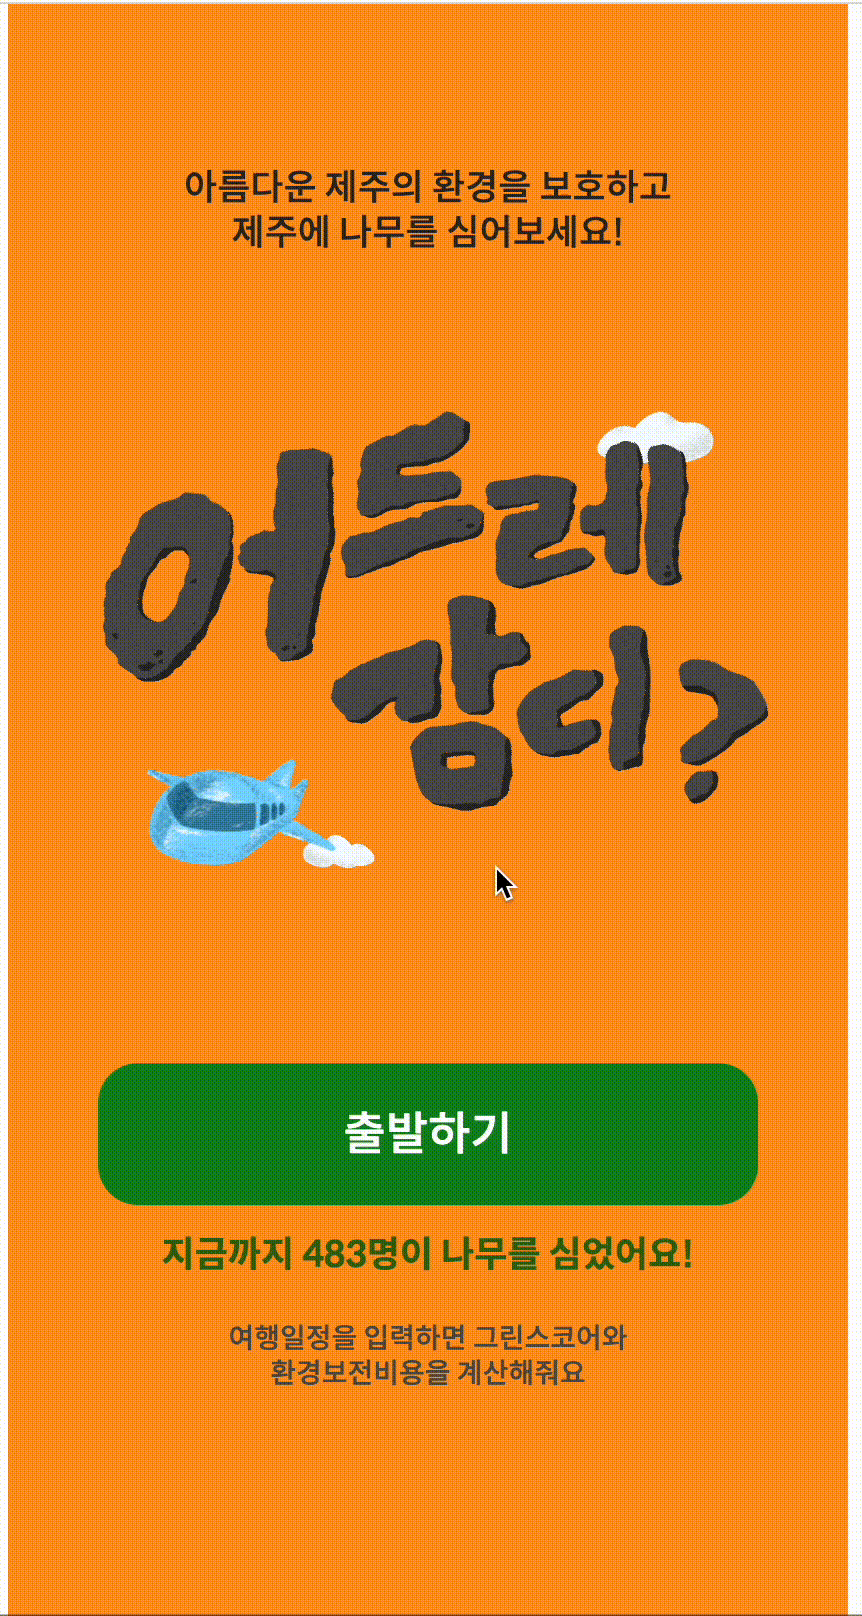 아름다운 제주의 환경을 보호하고
제주에 나무를 심어보세요!
어드레
감디?
출발하기
지금까지 483명이 나무를 심었어요!
여행일정을 입력하면 그린스코어와
환경보전비용을 계산해줘요